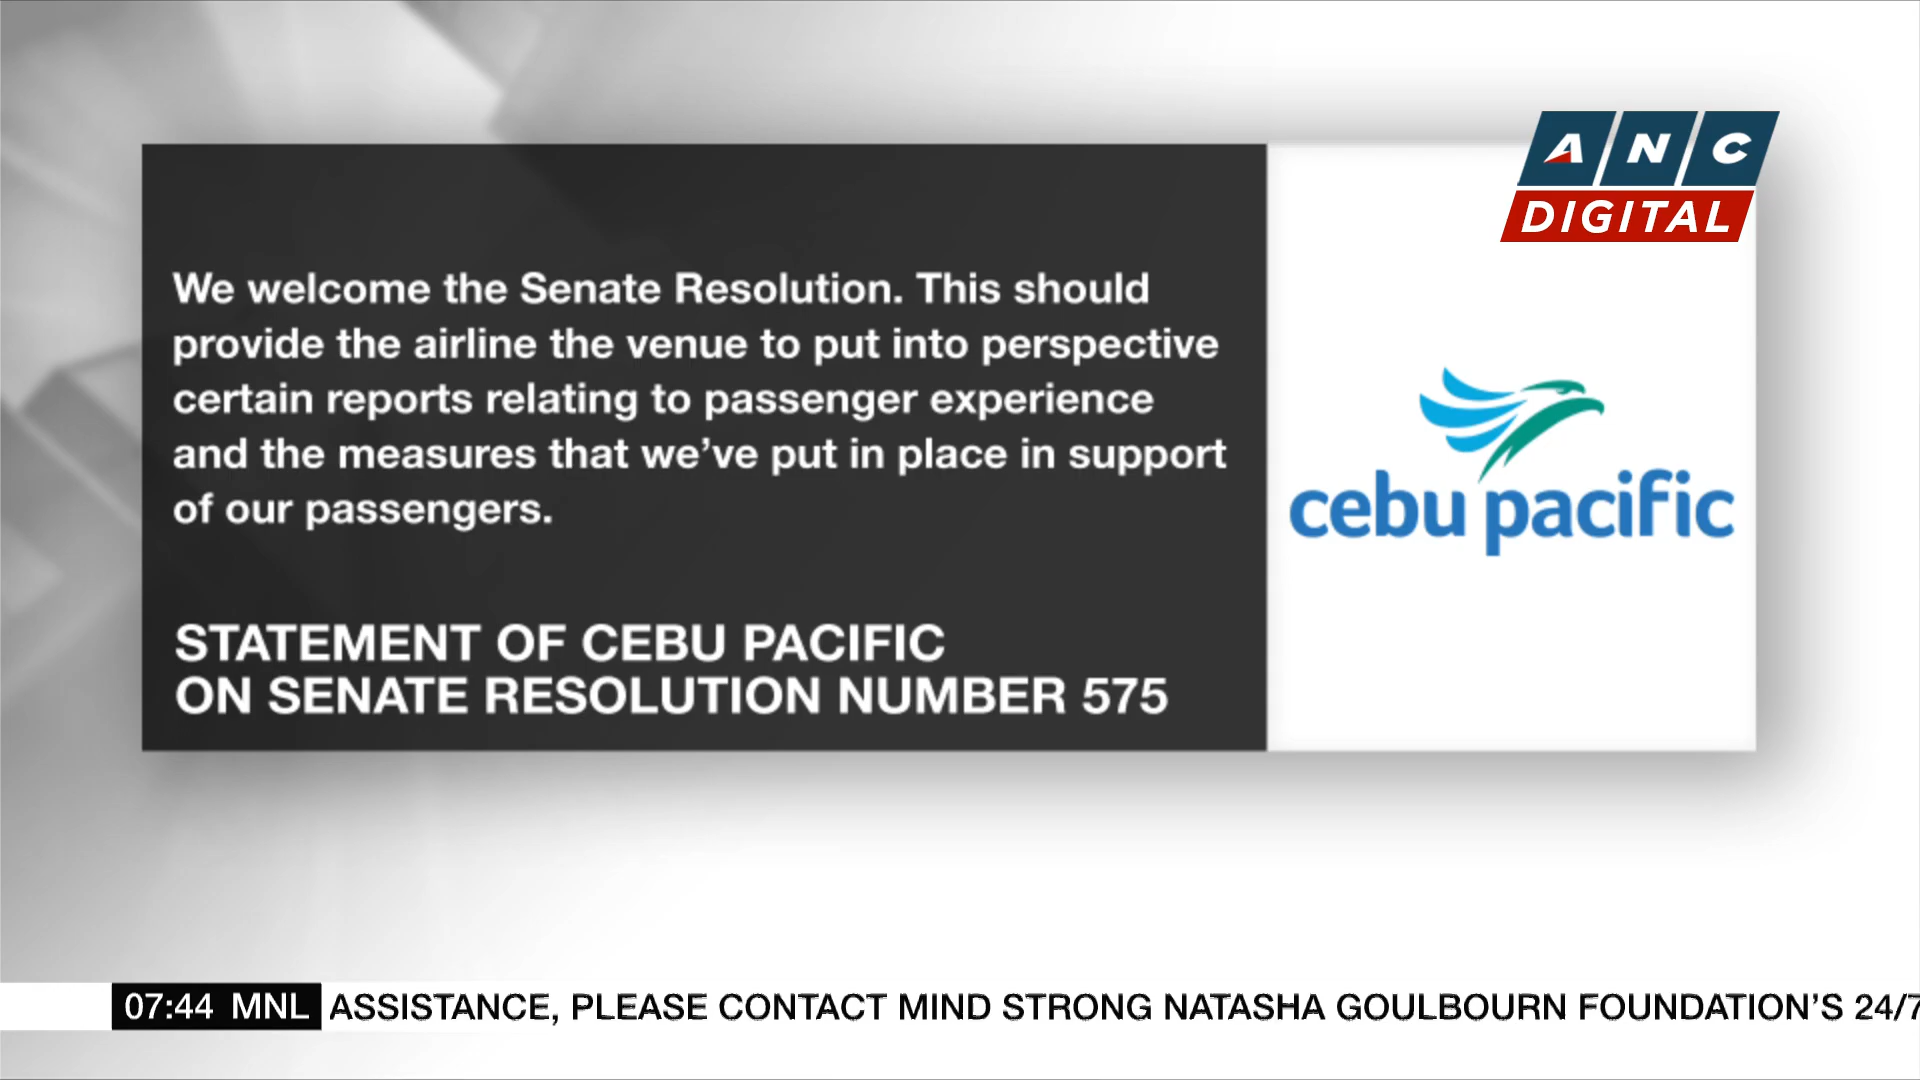 ANC
DIGITAL
We welcome the Senate Resolution. This should
provide the airline the venue to put into perspective
certain reports relating to passenger experience
and the measures that we’ve put in place in support
of our passengers.
cebu pacific
STATEMENT OF CEBU PACIFIC
ON SENATE RESOLUTION NUMBER 575
07:44 MNL ASSISTANCE, PLEASE CONTACT MIND STRONG NATASHA GOULBOURN FOUNDATION’S 24/7